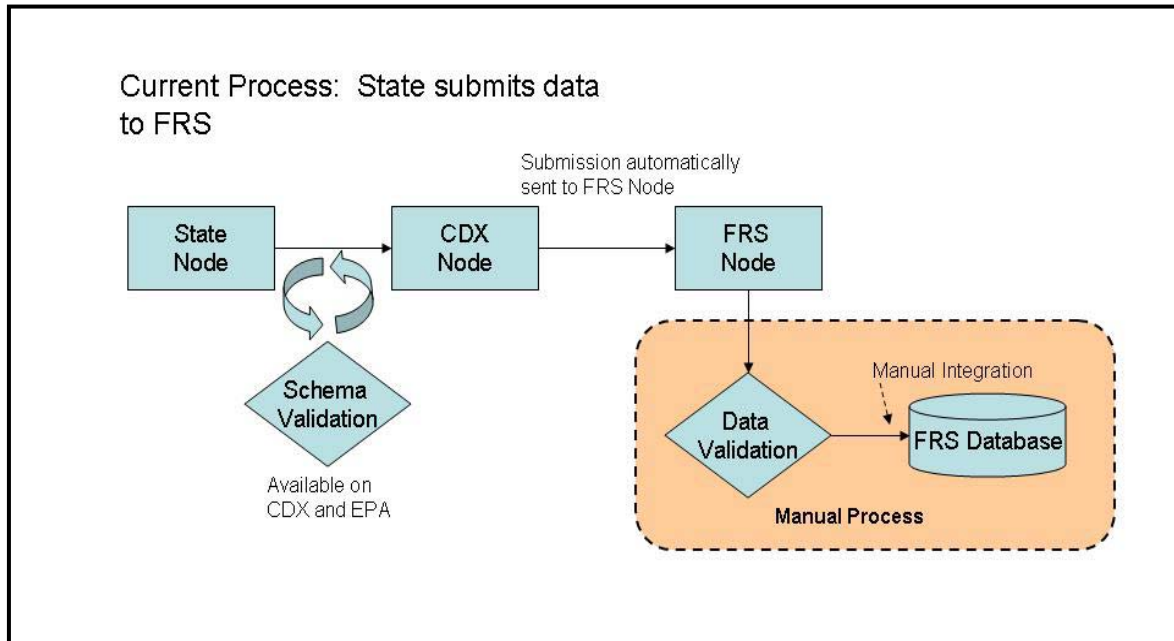 Current Process:  State submits data
to FRS
Submission automatically
sent to FRS Node
State
Node
CDX
Node
FRS
Node
Schema
Validation
Available on
CDX and EPA
Manual Integration
Data
Validation
FRS Database
Manual Process